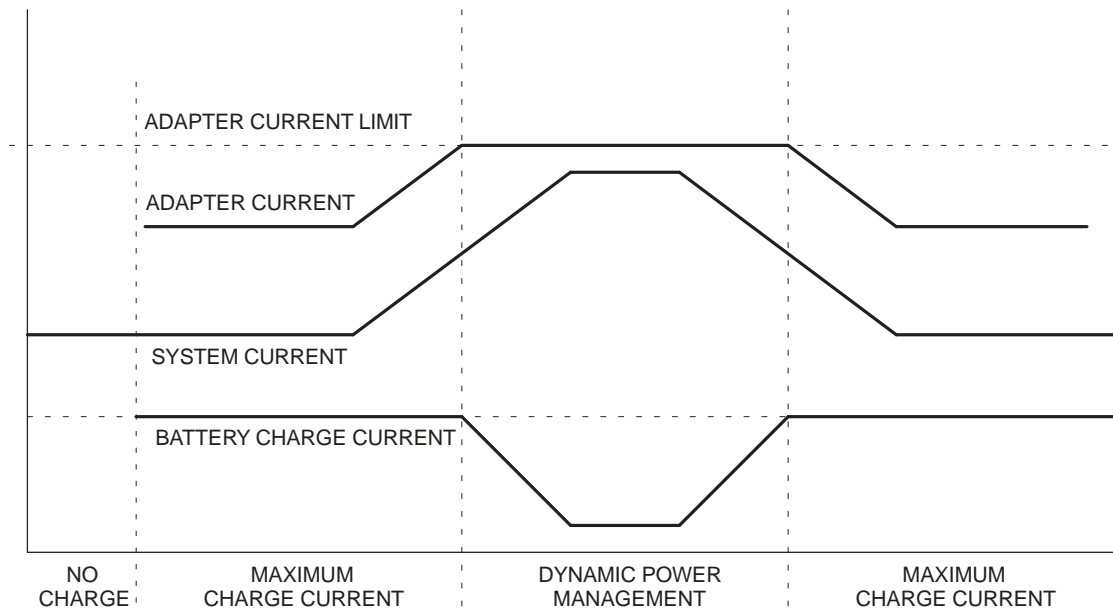 ADAPTER CURRENT LIMIT
ADAPTER CURRENT
SYSTEM CURRENT
BATTERY CHARGE CURRENT
NO
CHARGE
MAXIMUM
CHARGE CURRENT
DYNAMIC POWER
MANAGEMENT
MAXIMUM
CHARGE CURRENT